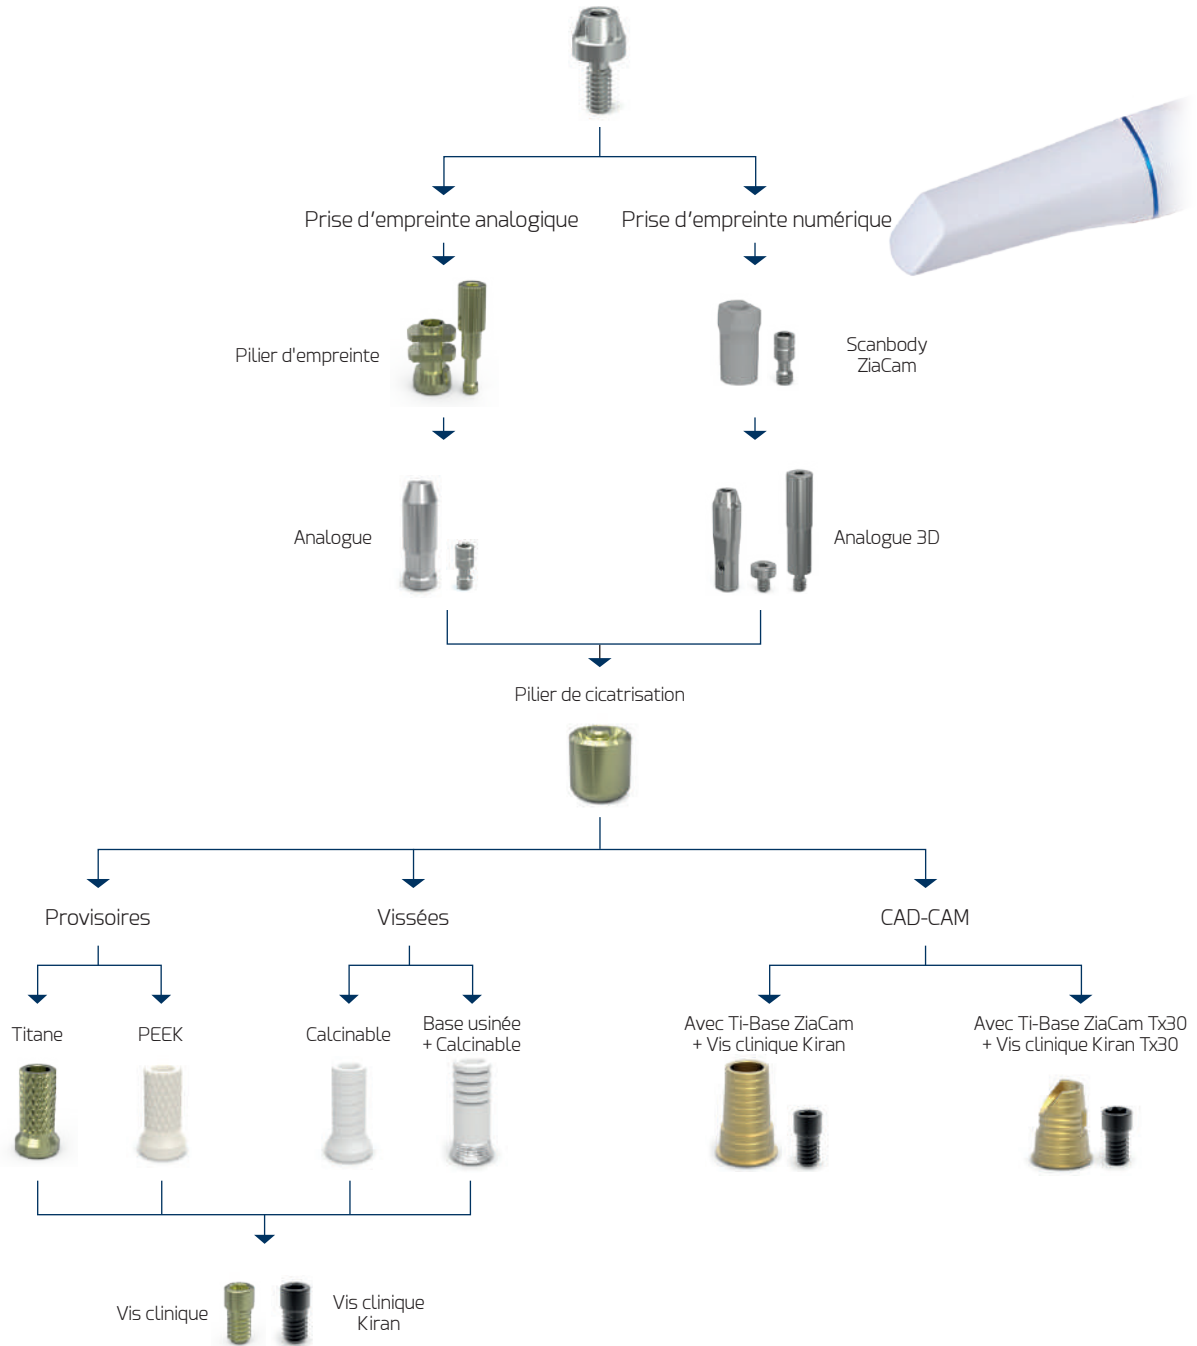 Prise d'empreinte analogique
Prise d'empreinte numérique
Pilier d'empreinte
Scanbody
ZiaCam
Analogue
Analogue 3D
Pilier de cicatrisation
Provisoires
Vissées
CAD-CAM
Titane
PEEK
Calcinable
Base usinée
+ Calcinable
Avec Ti-Base ZiaCam
+ Vis clinique Kiran
Avec Ti-Base ZiaCam Tx30
+ Vis clinique Kiran Tx30
Vis clinique
Vis clinique
Kiran